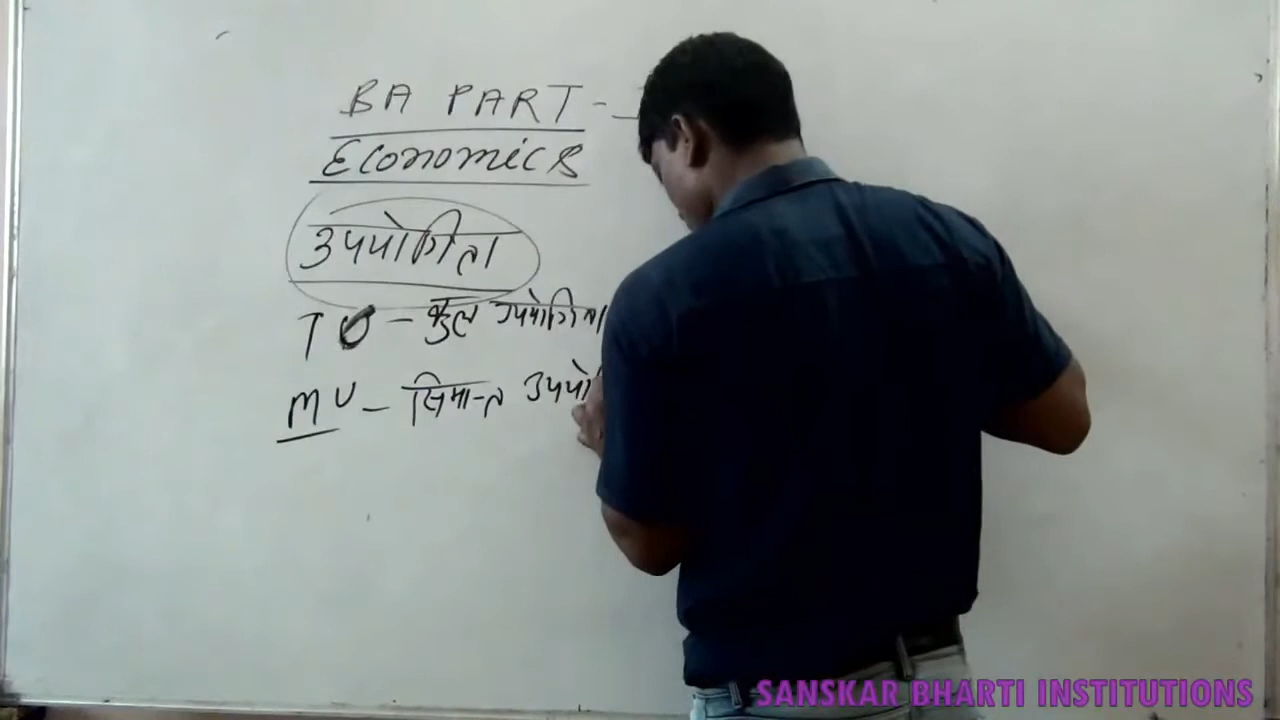 BA PART -
Economics
उपयोगिता
TU - कुल उपयोगिता
MU - सिमान्त उपयो
SANSKAR BHARTI INSTITUTIONS